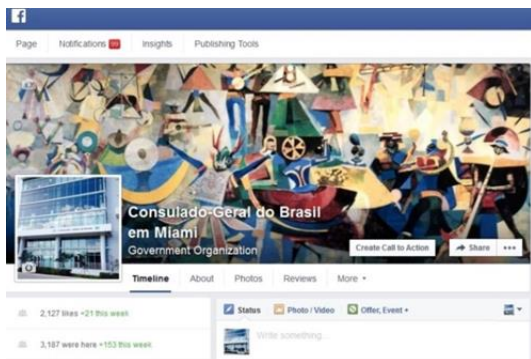 f
Page Notifications 99 Insights Publishing Tools
Consulado-Geral do Brasil
em Miami
Government Organization
Create Call to Action Share
Timeline About Photos Reviews More
Status Photo / Video Offer, Event +
2,127 likes +21 this week
Write something...
3,187 were here +153 this week